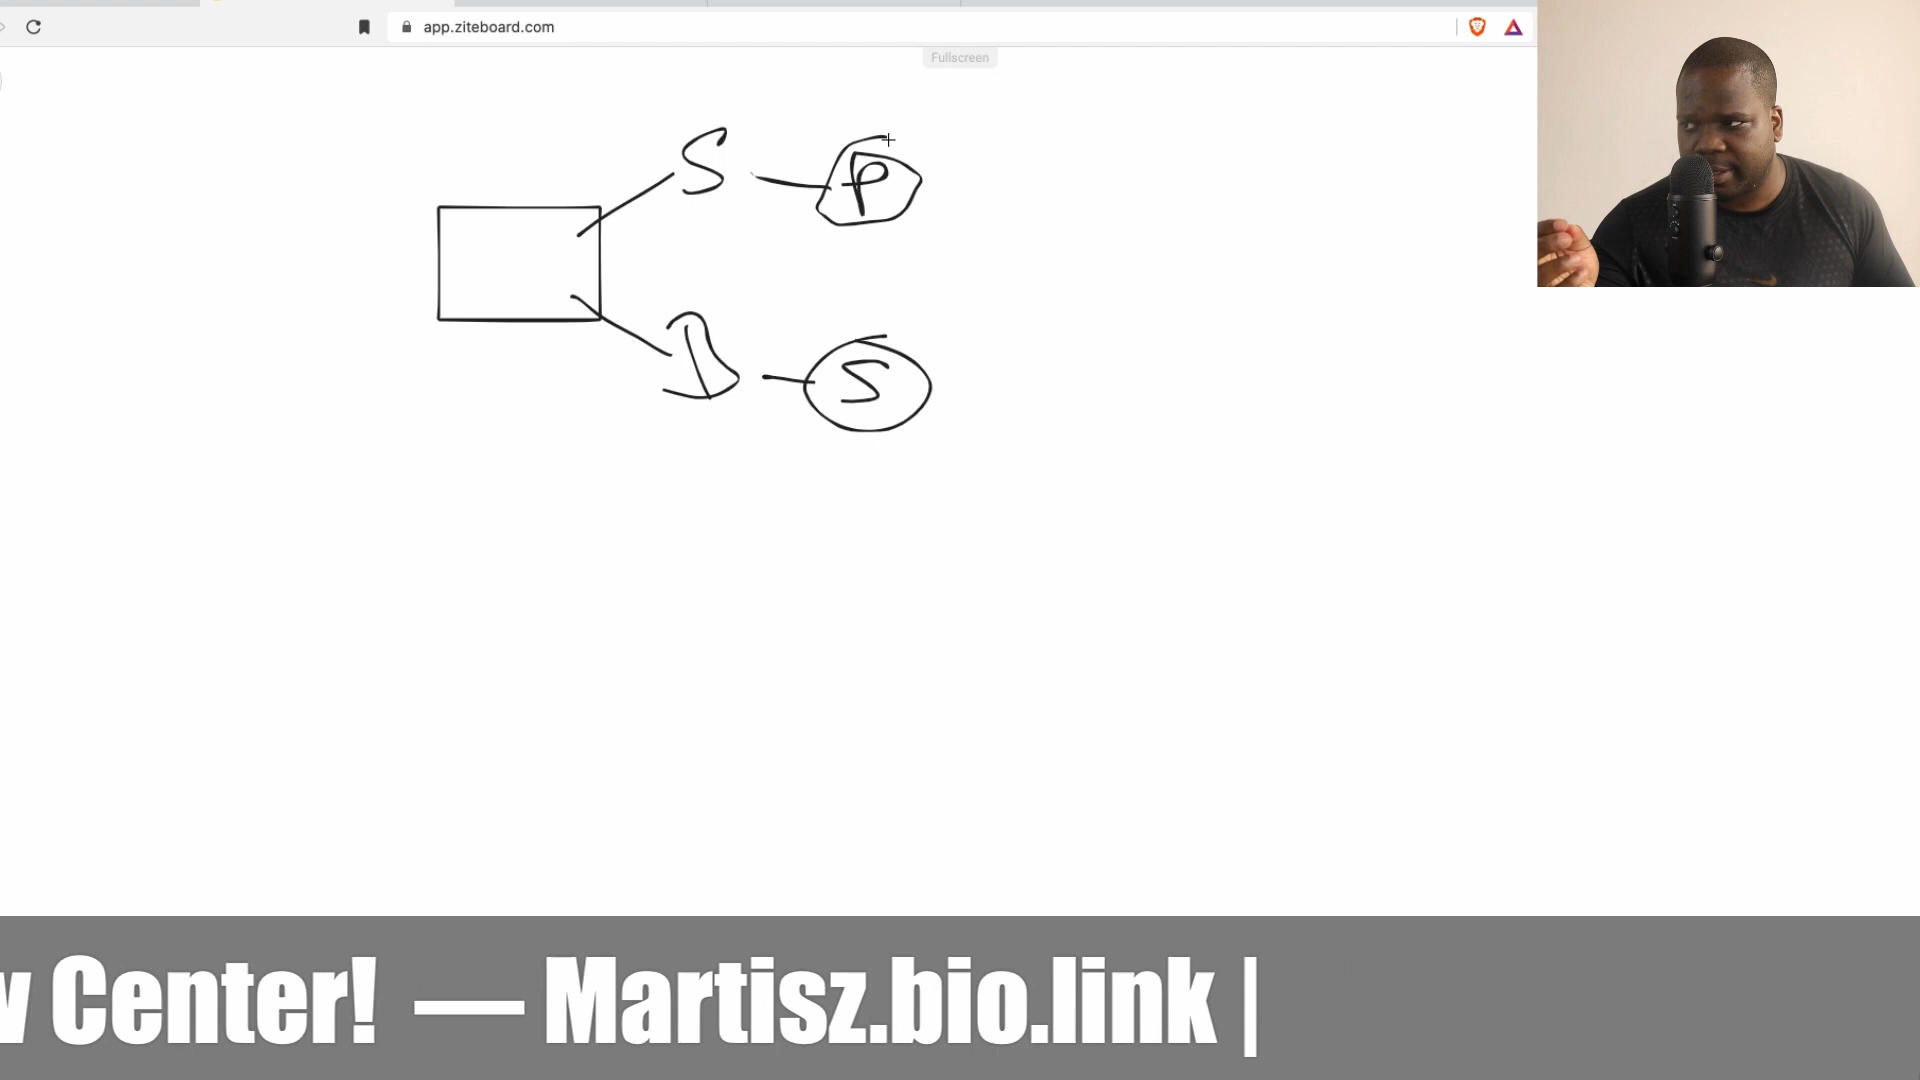 app.ziteboard.com
Fullscreen
S
P
D
S
Center! — Martisz.bio.link |